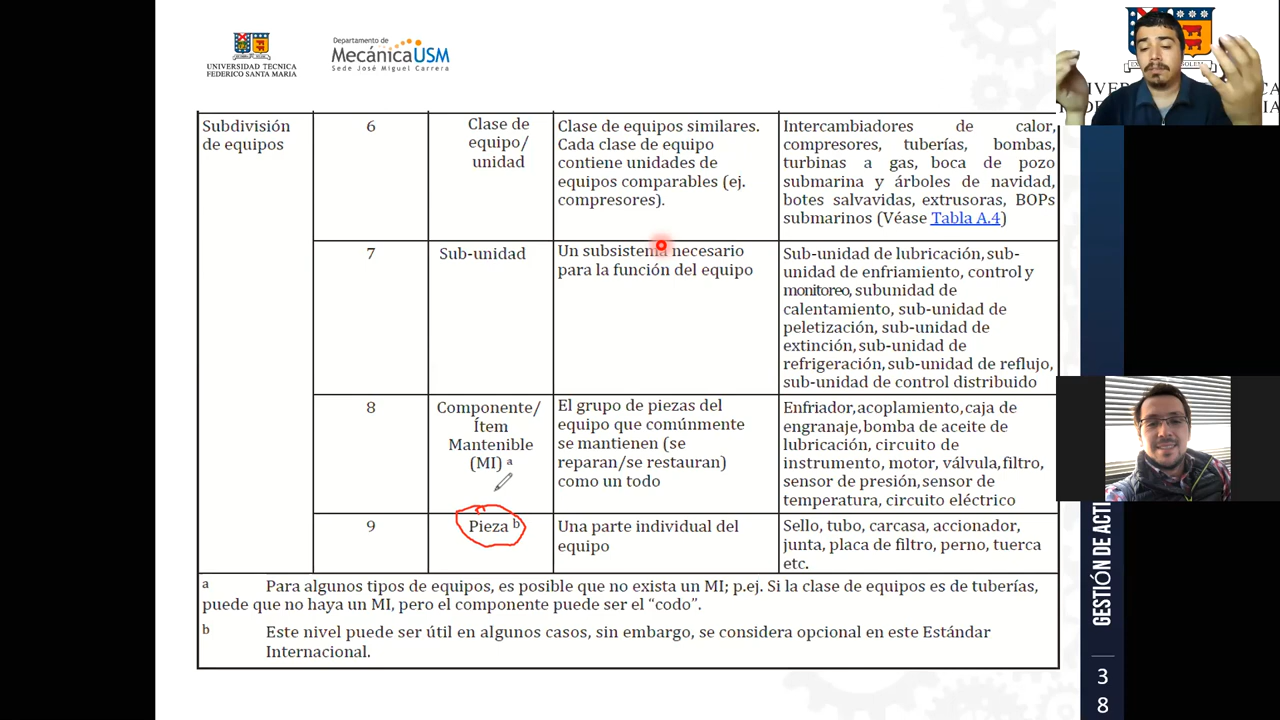 UNIVERSIDAD TECNICA
FEDERICO SANTA MARIA
Departamento de
MecánicaUSM
Sede José Miguel Carrera
Subdivisión
de equipos
6
Clase de
equipo/
unidad
Clase de equipos similares.
Cada clase de equipo
contiene unidades de
equipos comparables (ej.
compresores).
Intercambiadores de calor,
compresores, tuberías, bombas,
turbinas a gas, boca de pozo
submarina y árboles de navidad,
botes salvavidas, extrusoras, BOPs
submarinos (Véase Tabla A.4)
7
Sub-unidad
Un subsistema necesario
para la función del equipo
Sub-unidad de lubricación, sub-
unidad de enfriamiento, control y
monitoreo, subunidad de
calentamiento, sub-unidad de
peletización, sub-unidad de
extinción, sub-unidad de
refrigeración, sub-unidad de reflujo,
sub-unidad de control distribuido
8
Componente/
Ítem
Mantenible
(MI) a
El grupo de piezas del
equipo que comúnmente
se mantienen (se
reparan/se restauran)
como un todo
Enfriador, acoplamiento, caja de
engranaje, bomba de aceite de
lubricación, circuito de
instrumento, motor, válvula, filtro,
sensor de presión, sensor de
temperatura, circuito eléctrico
9
Pieza b
Una parte individual del
equipo
Sello, tubo, carcasa, accionador,
junta, placa de filtro, perno, tuerca
etc.
a Para algunos tipos de equipos, es posible que no exista un MI; p.ej. Si la clase de equipos es de tuberías,
puede que no haya un MI, pero el componente puede ser el “codo”.
b Este nivel puede ser útil en algunos casos, sin embargo, se considera opcional en este Estándar
Internacional.
GESTIÓN DE ACTI
3
8